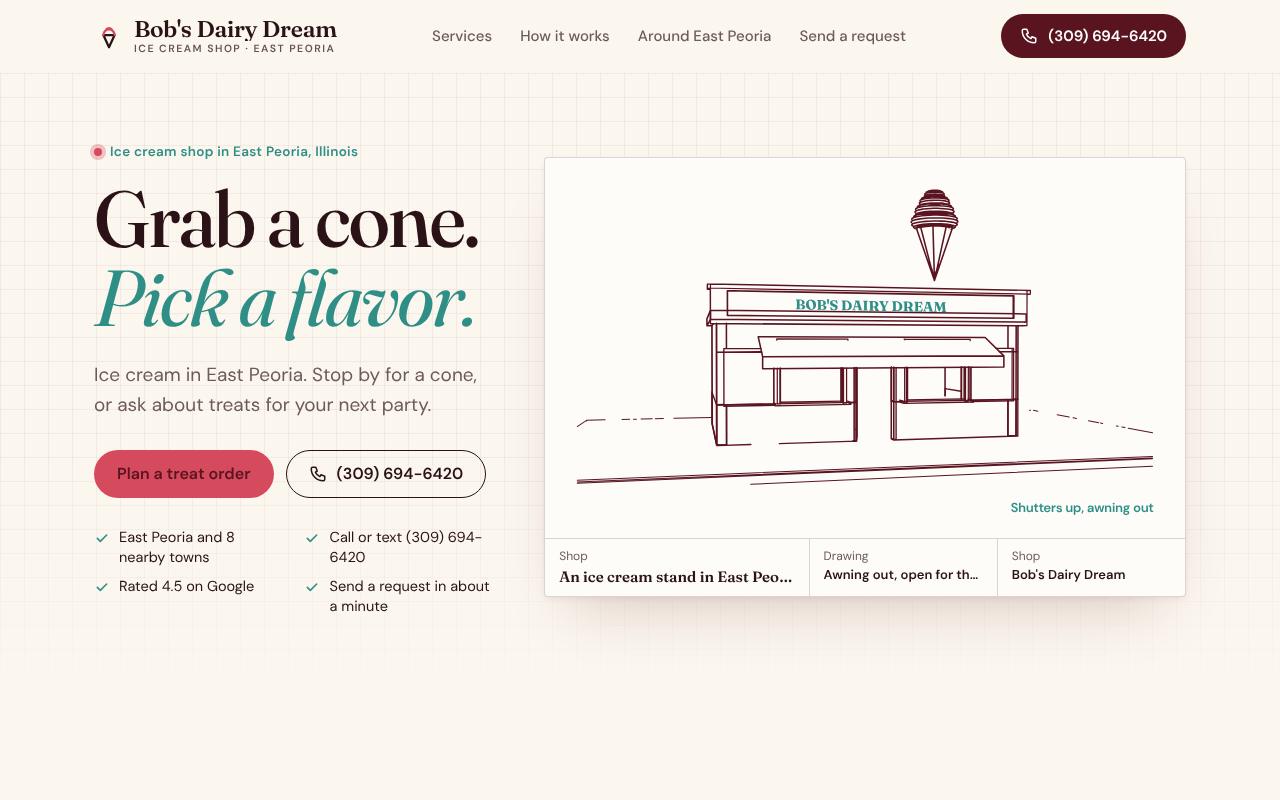 Bob's Dairy Dream
ICE CREAM SHOP · EAST PEORIA
Services
How it works
Around East Peoria
Send a request
(309) 694-6420
Ice cream shop in East Peoria, Illinois
Grab a cone.
Pick a flavor.
Ice cream in East Peoria. Stop by for a cone,
or ask about treats for your next party.
Plan a treat order
(309) 694-6420
East Peoria and 8
nearby towns
Call or text (309) 694-
6420
Rated 4.5 on Google
Send a request in about
a minute
BOB'S DAIRY DREAM
Shutters up, awning out
Shop
An ice cream stand in East Peo...
Drawing
Awning out, open for th...
Shop
Bob's Dairy Dream